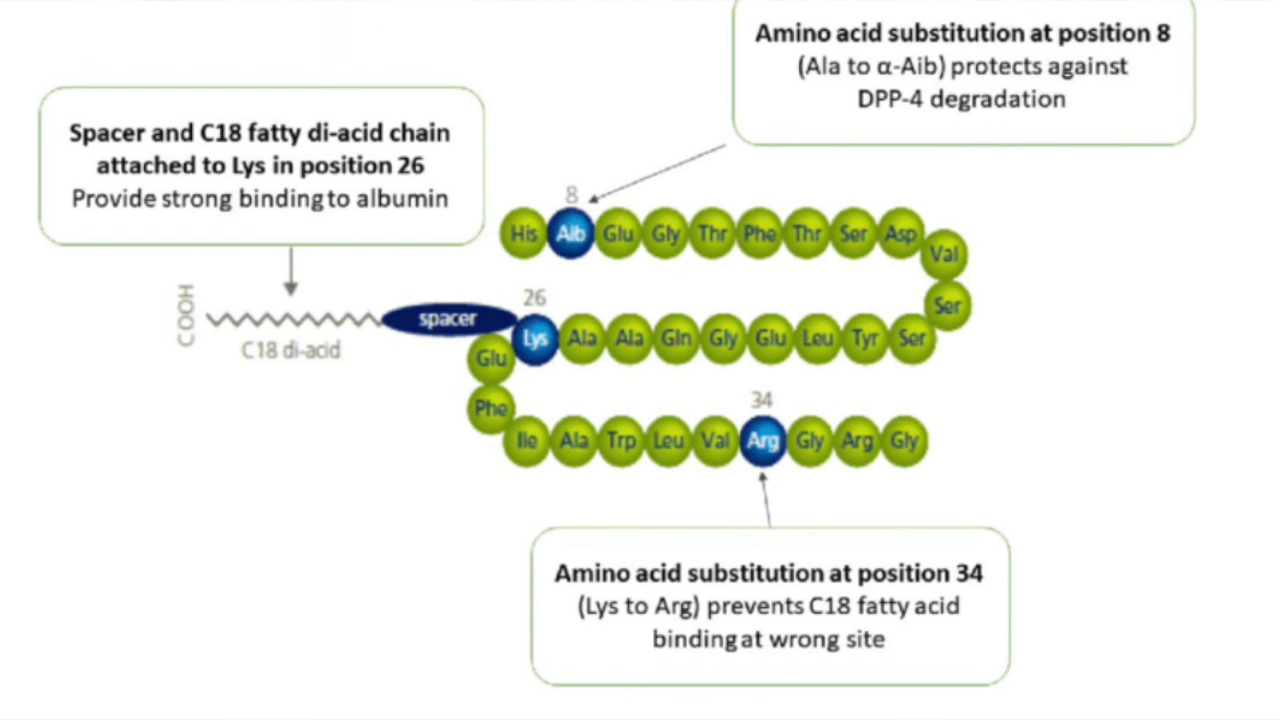 Amino acid substitution at position 8
(Ala to α-Aib) protects against
DPP-4 degradation
Spacer and C18 fatty di-acid chain
attached to Lys in position 26
Provide strong binding to albumin
8
His Aib Glu Gly Thr Phe Thr Ser Asp
Val
Ser
26
COOH
spacer
Lys Ala Ala Gln Gly Glu Leu Tyr Ser
C18 di-acid
Glu
Phe
34
Ile Ala Trp Leu Val Arg Gly Arg Gly
Amino acid substitution at position 34
(Lys to Arg) prevents C18 fatty acid
binding at wrong site